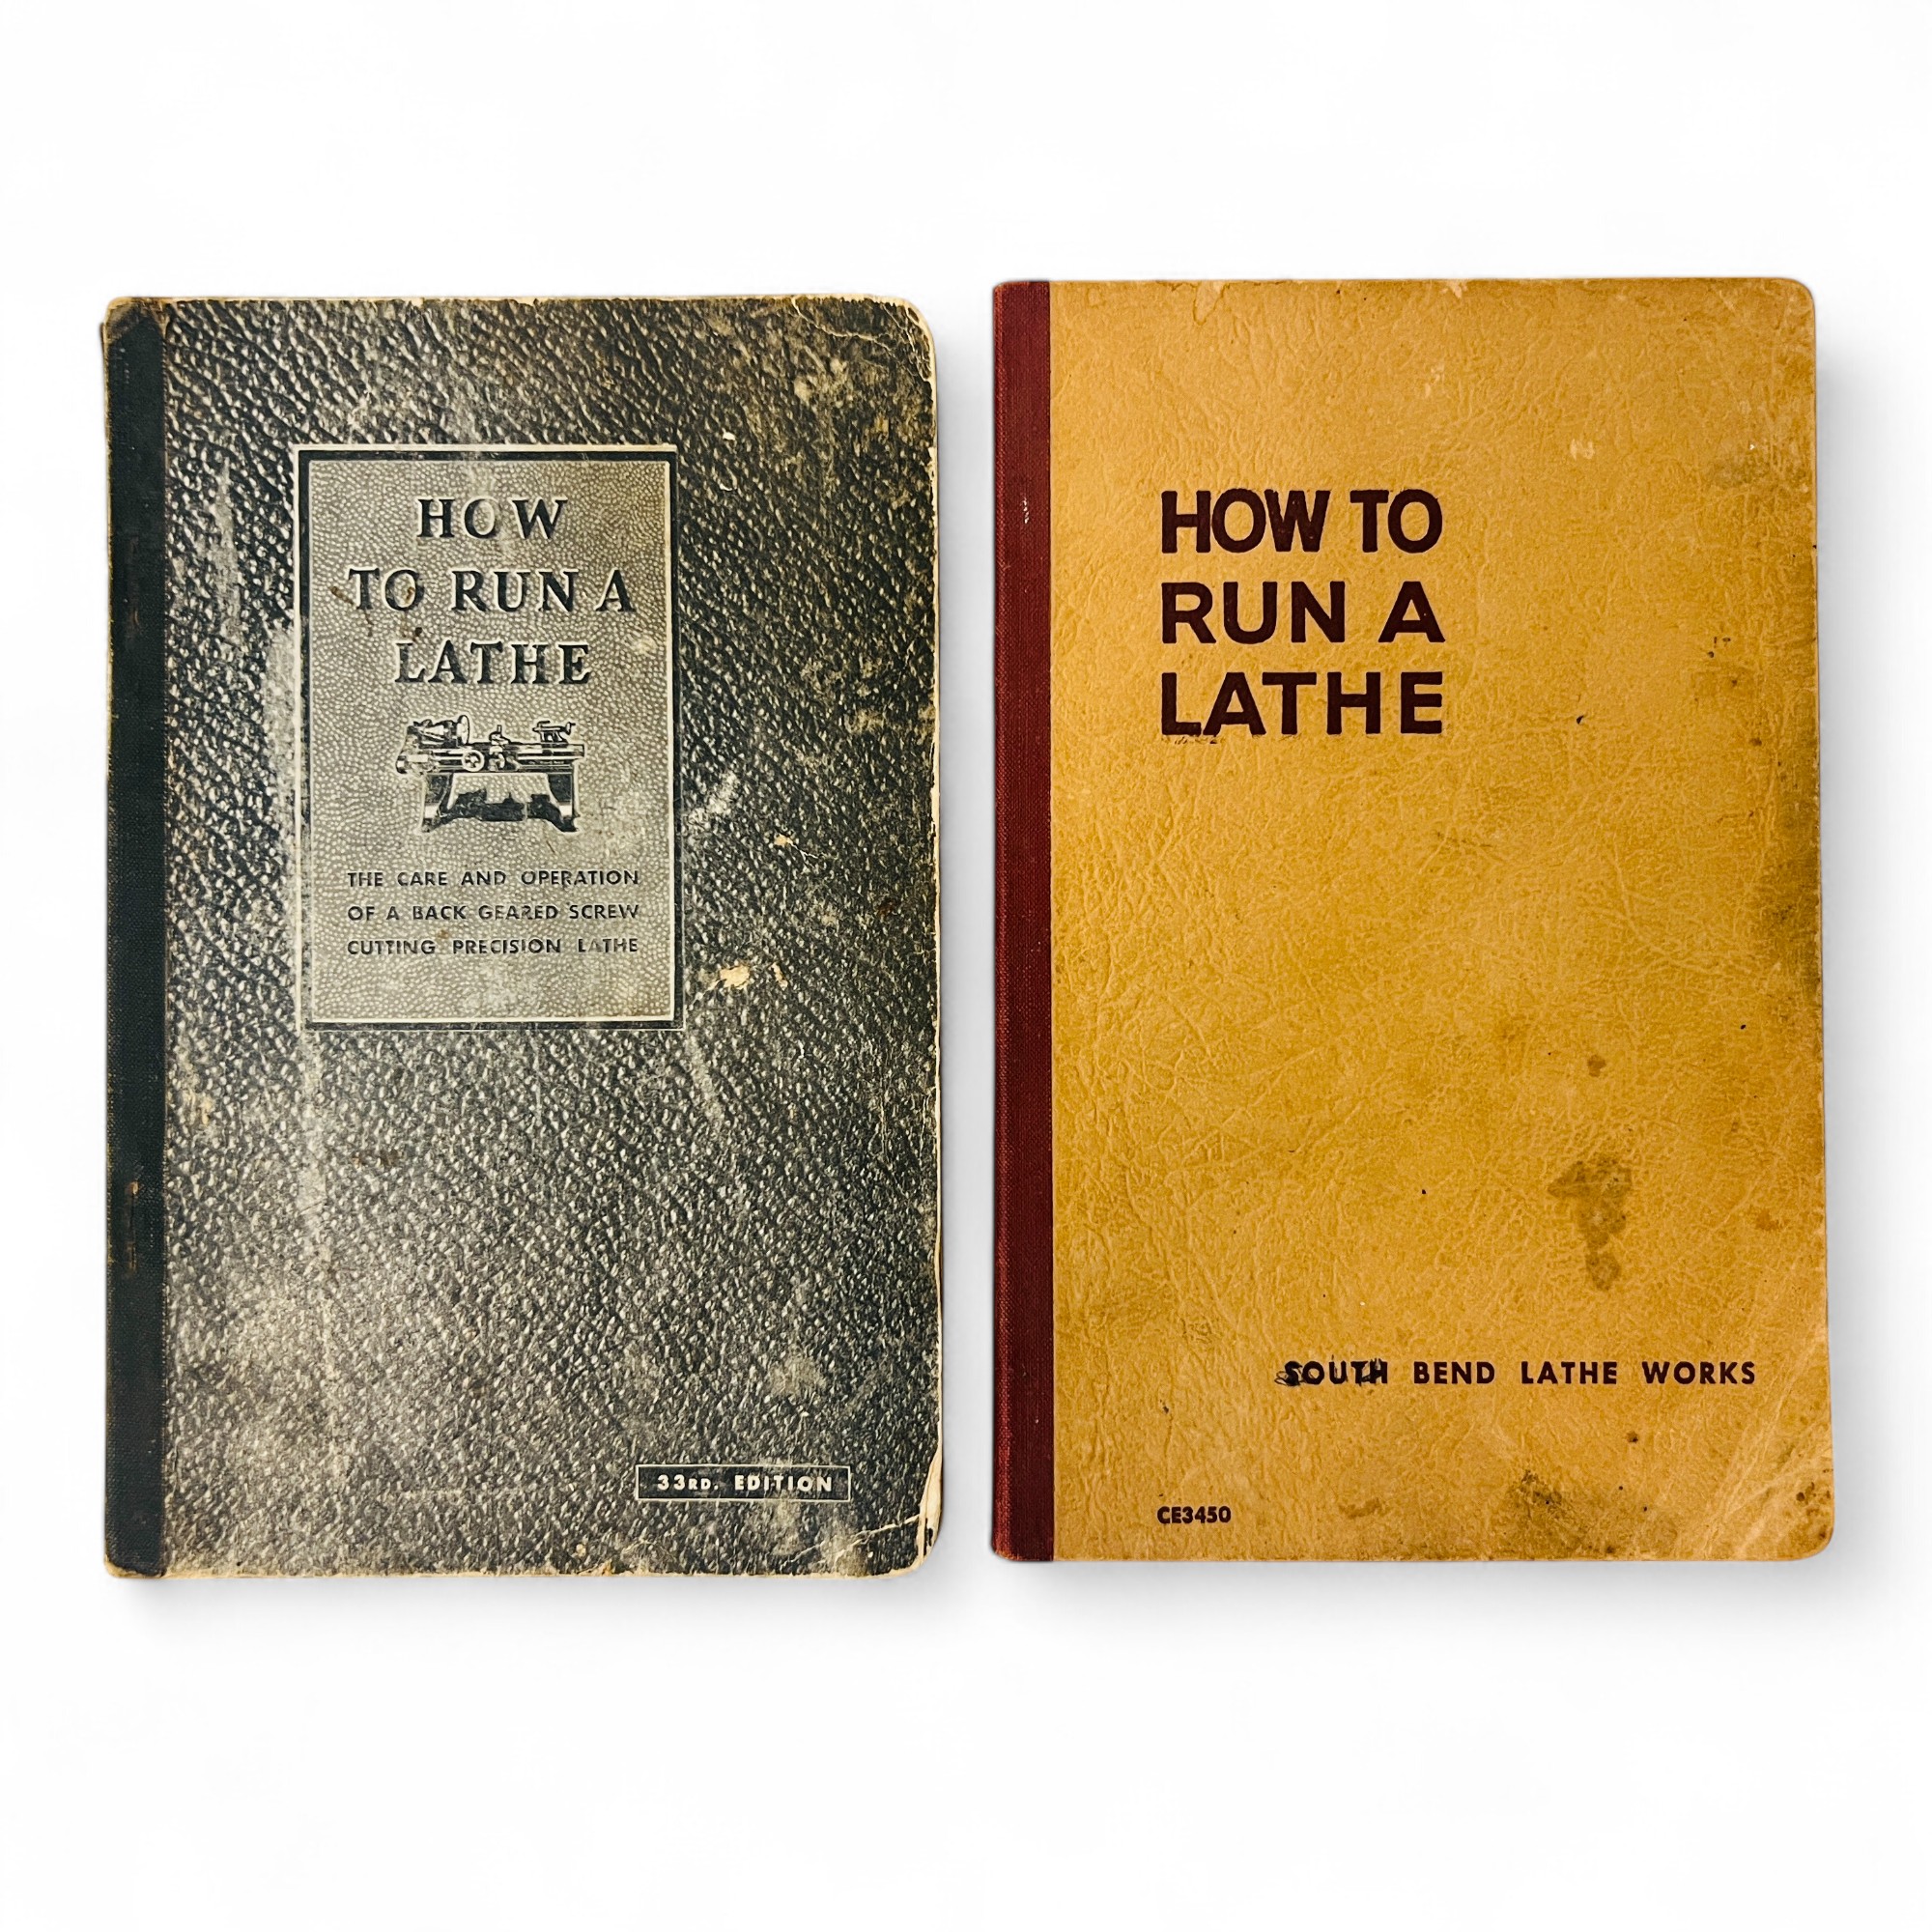 HOW
TO RUN A
LATHE
THE CARE AND OPERATION
OF A BACK GEARED SCREW
CUTTING PRECISION LATHE
33RD. EDITION
HOW TO
RUN A
LATHE
SOUTH BEND LATHE WORKS
CE3450